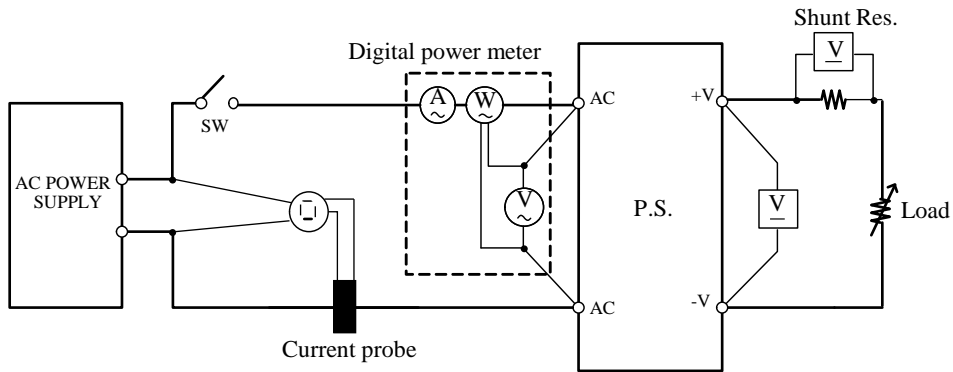 Shunt Res.
V
Digital power meter
A
W
AC
+V
SW
AC POWER
SUPPLY
V
P.S.
V
Load
AC
-V
Current probe